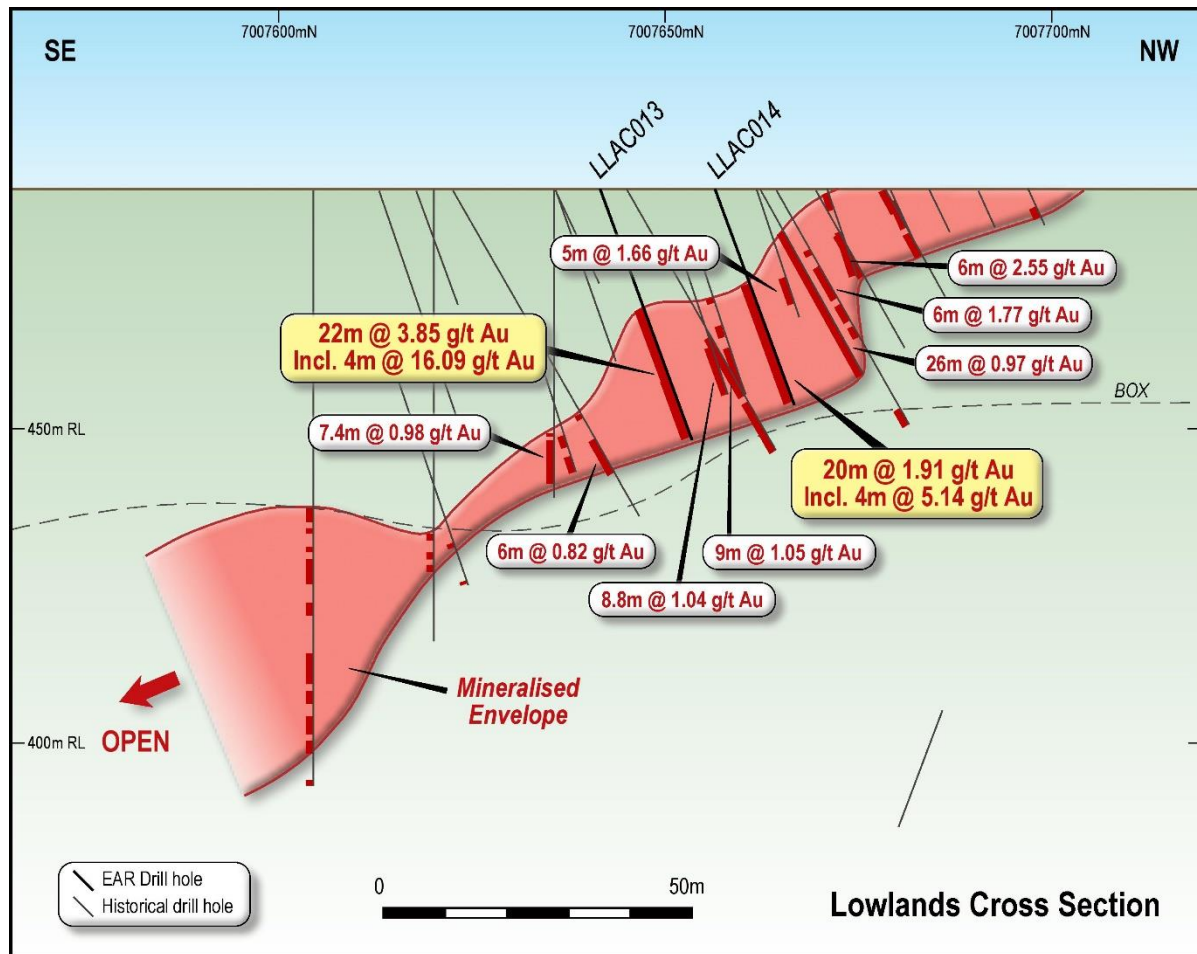 7007600mN
7007650mN
7007700mN
SE
NW
LLAC013
LLAC014
5m @ 1.66 g/t Au
6m @ 2.55 g/t Au
6m @ 1.77 g/t Au
26m @ 0.97 g/t Au
22m @ 3.85 g/t Au
Incl. 4m @ 16.09 g/t Au
BOX
450m RL
7.4m @ 0.98 g/t Au
20m @ 1.91 g/t Au
Incl. 4m @ 5.14 g/t Au
6m @ 0.82 g/t Au
9m @ 1.05 g/t Au
8.8m @ 1.04 g/t Au
Mineralised
Envelope
OPEN
400m RL
EAR Drill hole
Historical drill hole
0
50m
Lowlands Cross Section